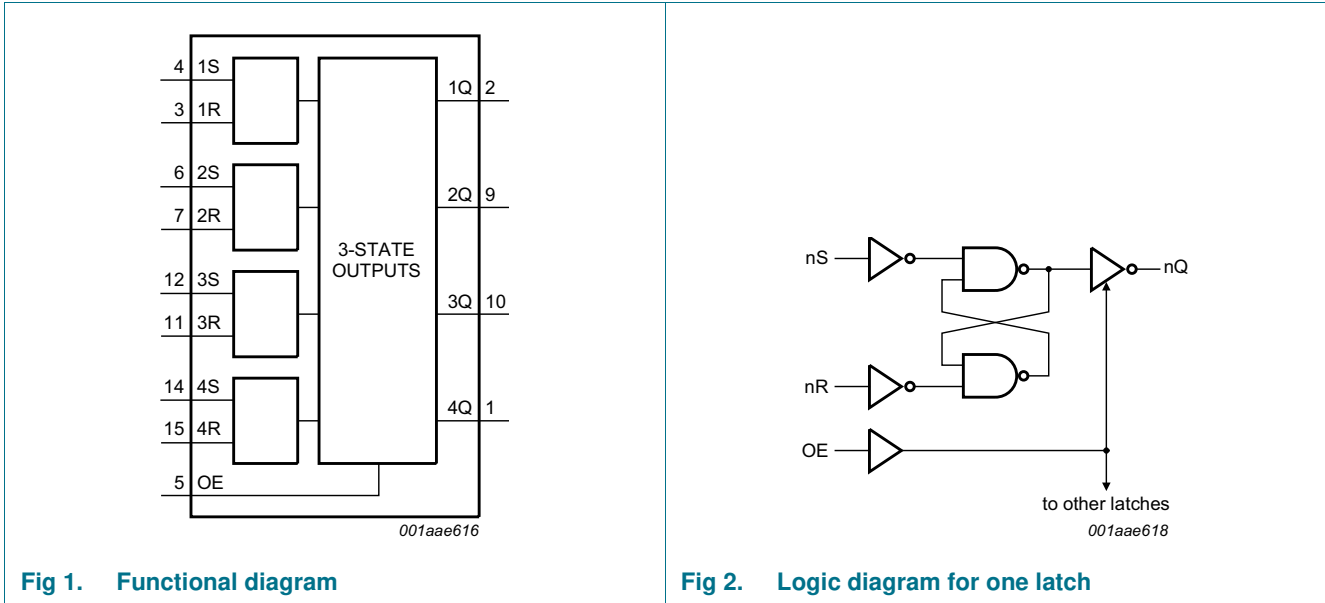 4 1S
3 1R
1Q 2
6 2S
7 2R
2Q 9
3-STATE
OUTPUTS
12 3S
11 3R
3Q 10
14 4S
15 4R
4Q 1
5 OE
001aae616
Fig 1. Functional diagram
nS
nQ
nR
OE
to other latches
001aae618
Fig 2. Logic diagram for one latch